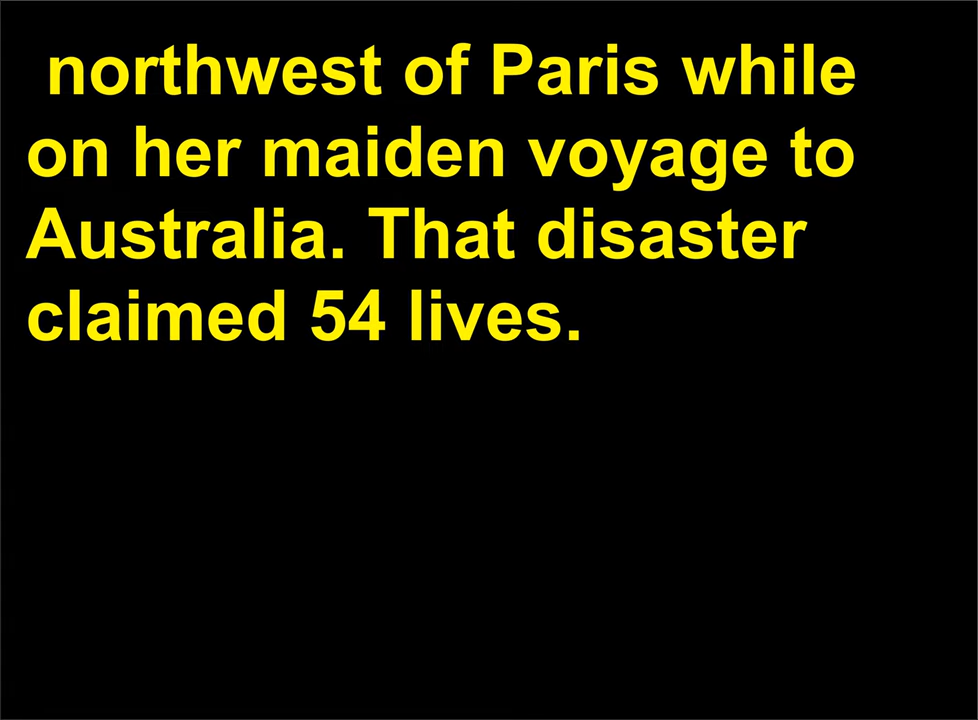 northwest of Paris while
on her maiden voyage to
Australia. That disaster
claimed 54 lives.